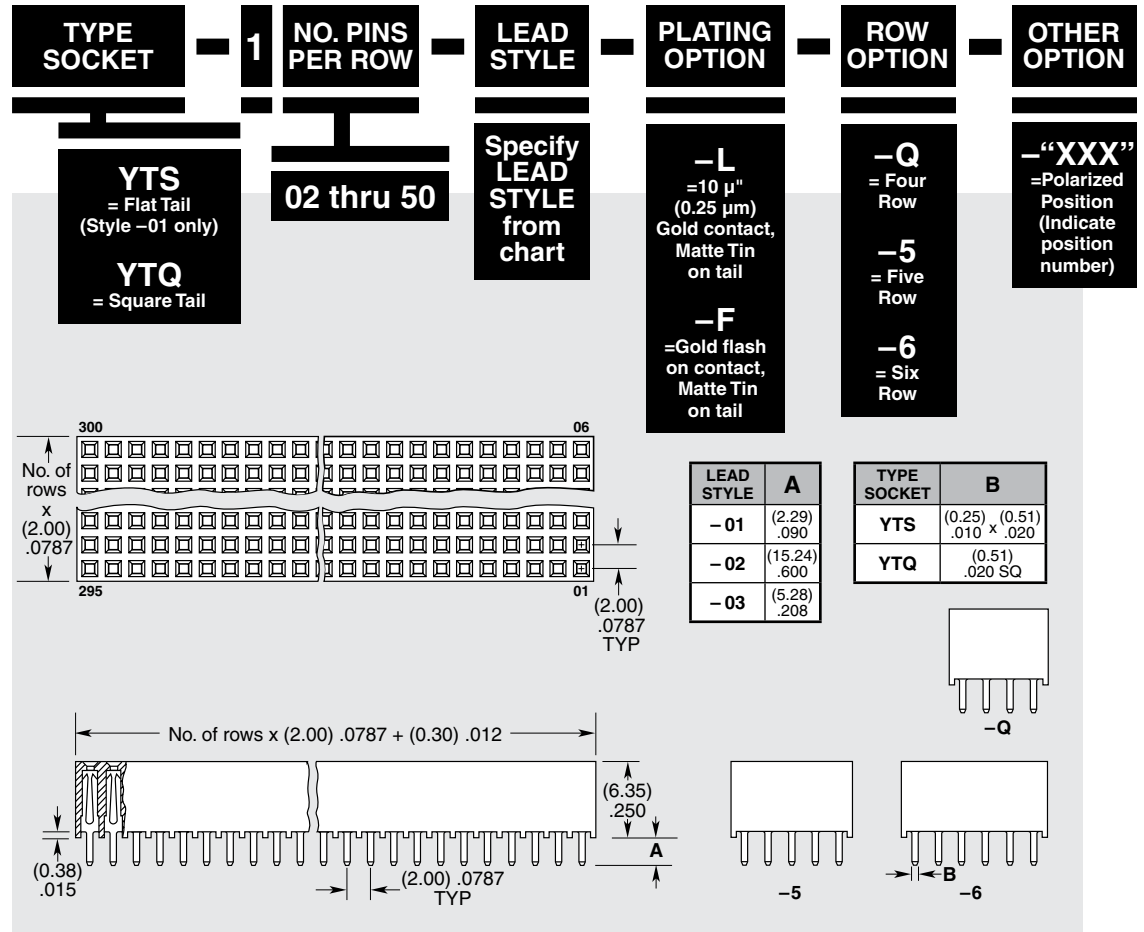 TYPE
SOCKET
–
1
NO. PINS
PER ROW
–
LEAD
STYLE
–
PLATING
OPTION
–
ROW
OPTION
–
OTHER
OPTION
YTS
= Flat Tail
(Style –01 only)
YTQ
= Square Tail
02 thru 50
Specify
LEAD
STYLE
from
chart
–L
=10 µ"
(0.25 µm)
Gold contact,
Matte Tin
on tail
–F
=Gold flash
on contact,
Matte Tin
on tail
–Q
= Four
Row
–5
= Five
Row
–6
= Six
Row
–“XXX”
=Polarized
Position
(Indicate
position
number)
300
06
No. of
rows
x
(2.00)
.0787
295
01
(2.00)
.0787
TYP
LEAD STYLE
A
– 01
(2.29)
.090
– 02
(15.24)
.600
– 03
(5.28)
.208
TYPE SOCKET
B
YTS
(0.25) x (0.51)
.010 .020
YTQ
(0.51)
.020 SQ
–Q
No. of rows x (2.00) .0787 + (0.30) .012
(6.35)
.250
A
(0.38)
.015
(2.00) .0787
TYP
–5
B
–6